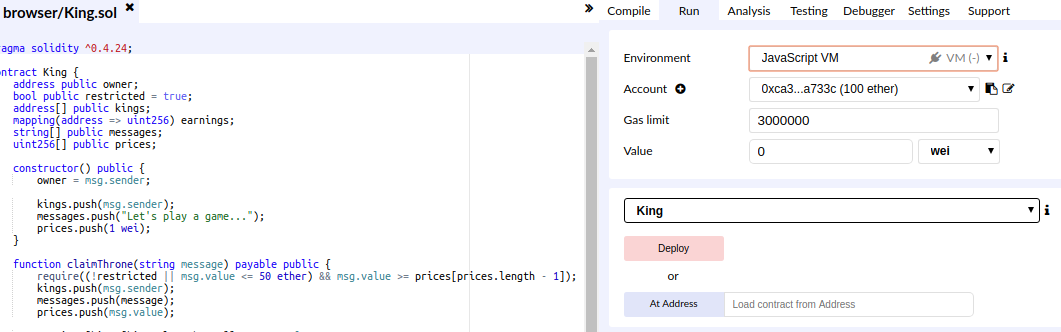 browser/King.sol ✖
»
Compile Run Analysis Testing Debugger Settings Support
ragma solidity ^0.4.24;
ntract King {
address public owner;
bool public restricted = true;
address[] public kings;
mapping(address => uint256) earnings;
string[] public messages;
uint256[] public prices;
constructor() public {
owner = msg.sender;
kings.push(msg.sender);
messages.push("Let's play a game...");
prices.push(1 wei);
}
function claimThrone(string message) payable public {
require((!restricted || msg.value <= 50 ether) && msg.value >= prices[prices.length - 1]);
kings.push(msg.sender);
messages.push(message);
prices.push(msg.value);
Environment JavaScript VM VM (-)
Account 0xca3...a733c (100 ether)
Gas limit 3000000
Value 0 wei
King
Deploy
or
At Address Load contract from Address